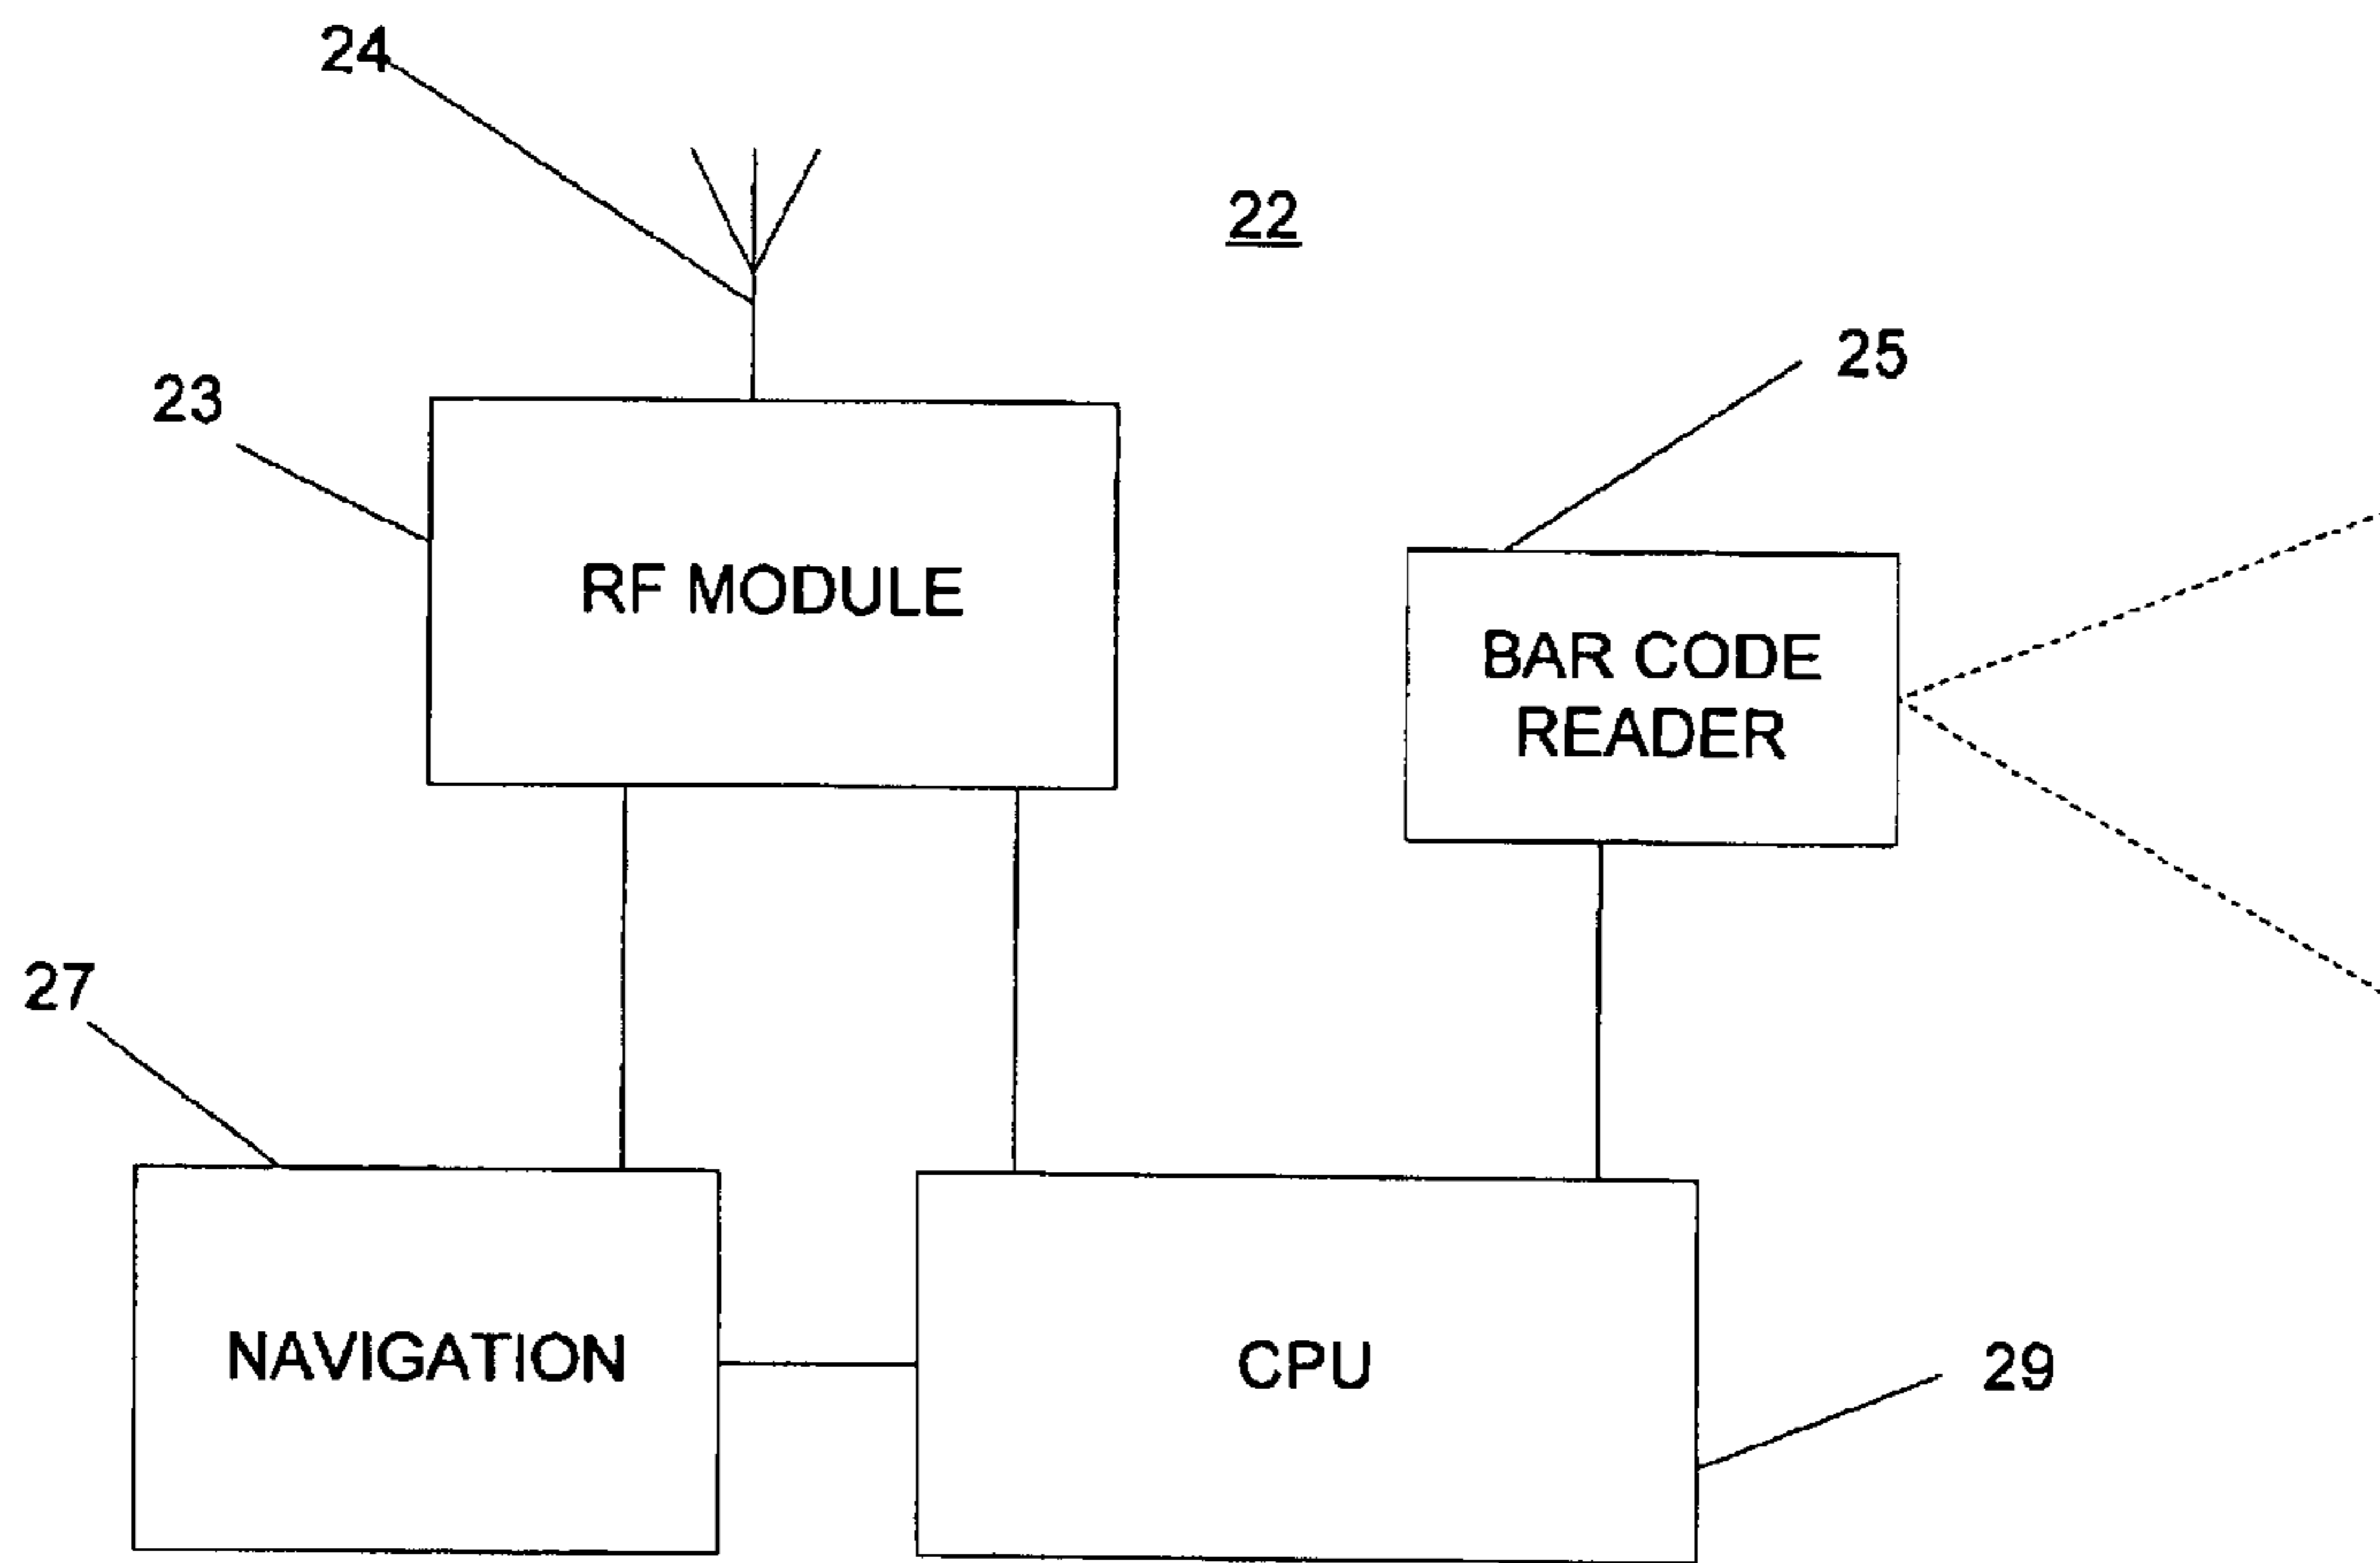 24
22
25
23
RF MODULE
BAR CODE
READER
27
NAVIGATION
CPU
29